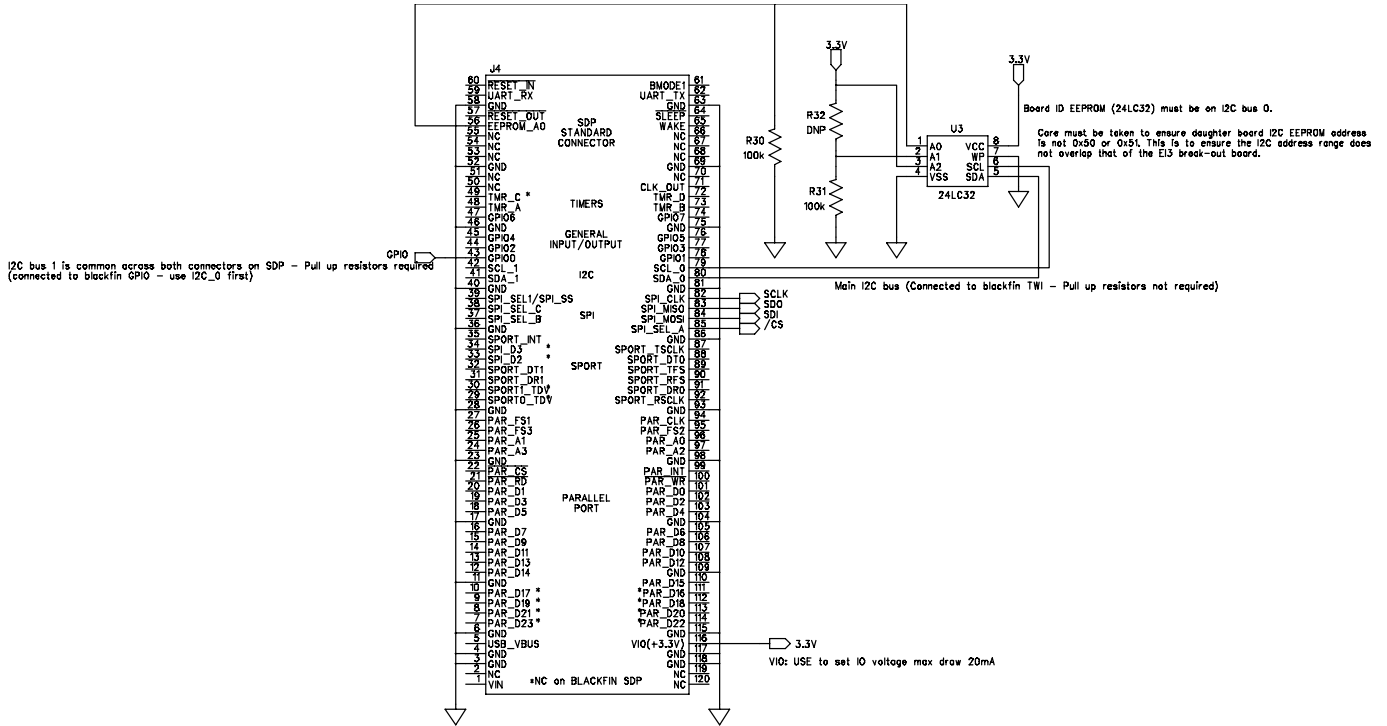 J4
60 RESET_IN
59 UART_RX
58 GND
57 RESET_OUT
56 EEPROM_A0
55 NC
54 NC
53 NC
52 GND
51 NC
50 NC
49 TMR_C *
48 TMR_A
47 GPIO6
46 GND
45 GPIO4
44 GPIO2
43 GPIO0
42 SCL_1
41 SDA_1
40 GND
39 SPI_SEL1/SPI_SS
38 SPI_SEL_C
37 SPI_SEL_B
36 GND
35 SPORT_INT
34 SPI_D3 *
33 SPI_D2 *
32 SPORT_DT1
31 SPORT_DR1
30 SPORT1_TDV*
29 SPORT0_TDV*
28 GND
27 PAR_FS1
26 PAR_FS3
25 PAR_A1
24 PAR_A3
23 GND
22 PAR_CS
21 PAR_RD
20 PAR_D1
19 PAR_D3
18 PAR_D5
17 GND
16 PAR_D7
15 PAR_D9
14 PAR_D11
13 PAR_D13
12 PAR_D14
11 GND
10 PAR_D17 *
9 PAR_D19 *
8 PAR_D21 *
7 PAR_D23 *
6 GND
5 USB_VBUS
4 GND
3 GND
2 NC
1 VIN
SDP
STANDARD
CONNECTOR
TIMERS
GENERAL
INPUT/OUTPUT
I2C
SPI
SPORT
PARALLEL
PORT
*NC on BLACKFIN SDP
BMODE1 61
UART_TX 62
GND 63
SLEEP 64
WAKE 65
NC 66
NC 67
NC 68
GND 69
NC 70
CLK_OUT 71
TMR_D 72
TMR_B 73
GPIO7 74
GND 75
GPIO5 76
GPIO3 77
GPIO1 78
SCL_0 79
SDA_0 80
GND 81
SPI_CLK 82
SPI_MISO 83
SPI_MOSI 84
SPI_SEL_A 85
GND 86
SPORT_TSCLK 87
SPORT_DT0 88
SPORT_TFS 89
SPORT_RFS 90
SPORT_DR0 91
SPORT_RSCLK 92
GND 93
PAR_CLK 94
PAR_FS2 95
PAR_A0 96
PAR_A2 97
GND 98
PAR_INT 99
PAR_WR 100
PAR_D0 101
PAR_D2 102
PAR_D4 103
GND 104
PAR_D6 105
PAR_D8 106
PAR_D10 107
PAR_D12 108
GND 109
PAR_D15 110
*PAR_D16 111
*PAR_D18 112
*PAR_D20 113
*PAR_D22 114
GND 115
VIO(+3.3V) 116
GND 117
GND 118
NC 119
NC 120
GPIO
I2C bus 1 is common across both connectors on SDP - Pull up resistors required
(connected to blackfin GPIO - use I2C_0 first)
SCLK
SDO
SDI
/CS
Main I2C bus (Connected to blackfin TWI - Pull up resistors not required)
3.3V
VIO: USE to set IO voltage max draw 20mA
R30
100k
3.3V
R32
DNP
R31
100k
3.3V
U3
1 A0
2 A1
3 A2
4 VSS
VCC 8
WP 7
SCL 6
SDA 5
24LC32
Board ID EEPROM (24LC32) must be on I2C bus 0.
Care must be taken to ensure daughter board I2C EEPROM address
is not 0x50 or 0x51. This is to ensure the I2C address range does
not overlap that of the EI3 break-out board.